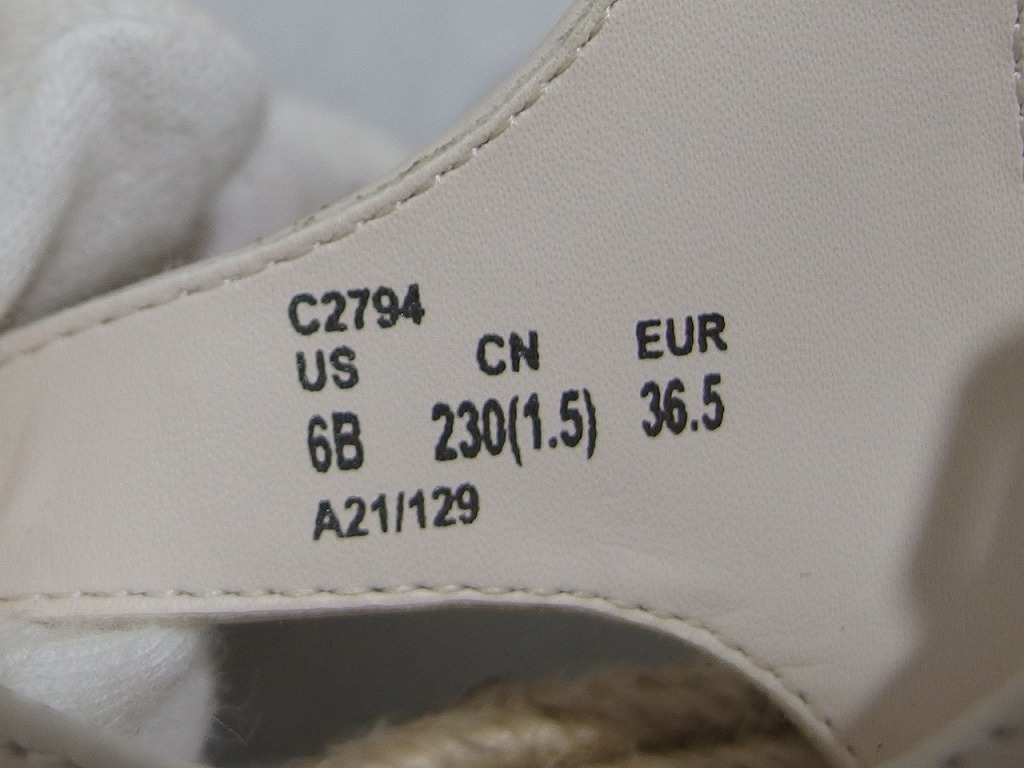 C2794
US CN EUR
6B 230(1.5) 36.5
A21/129